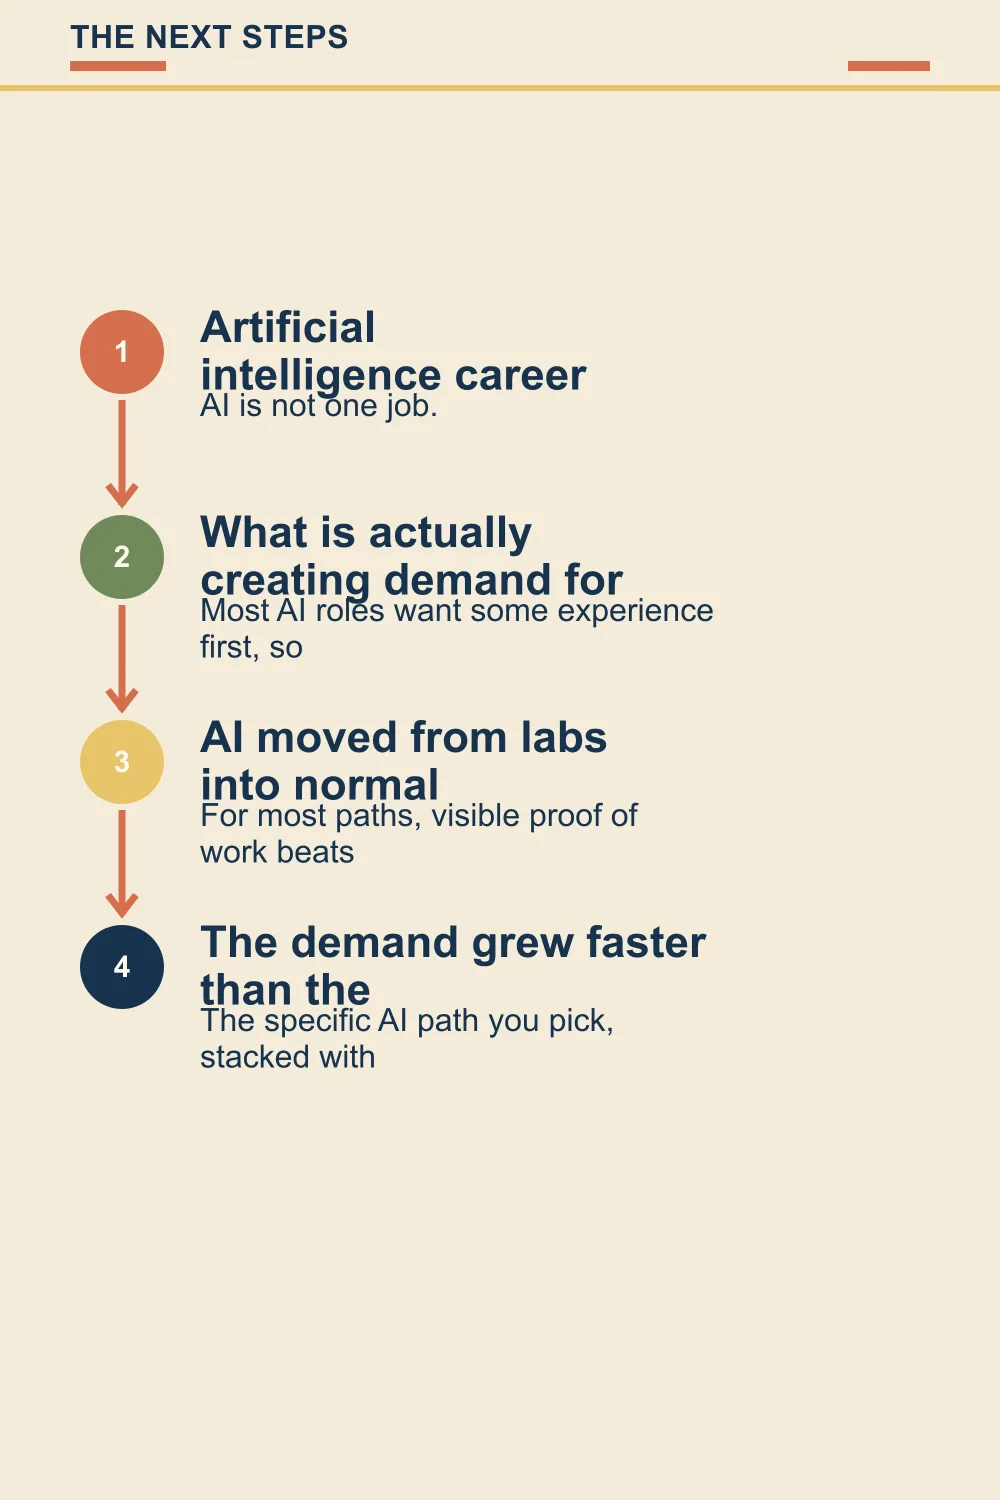 THE NEXT STEPS
1
Artificial
intelligence career
AI is not one job.
2
What is actually
creating demand for
Most AI roles want some experience
first, so
3
AI moved from labs
into normal
For most paths, visible proof of
work beats
4
The demand grew faster
than the
The specific AI path you pick,
stacked with